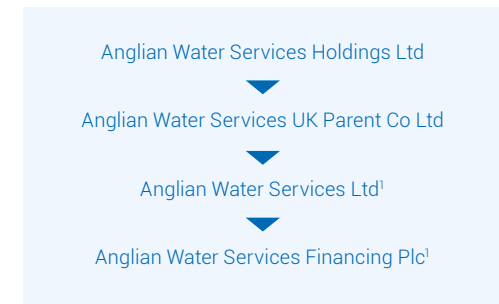 Anglian Water Services Holdings Ltd
Anglian Water Services UK Parent Co Ltd
Anglian Water Services Ltd¹
Anglian Water Services Financing Plc¹